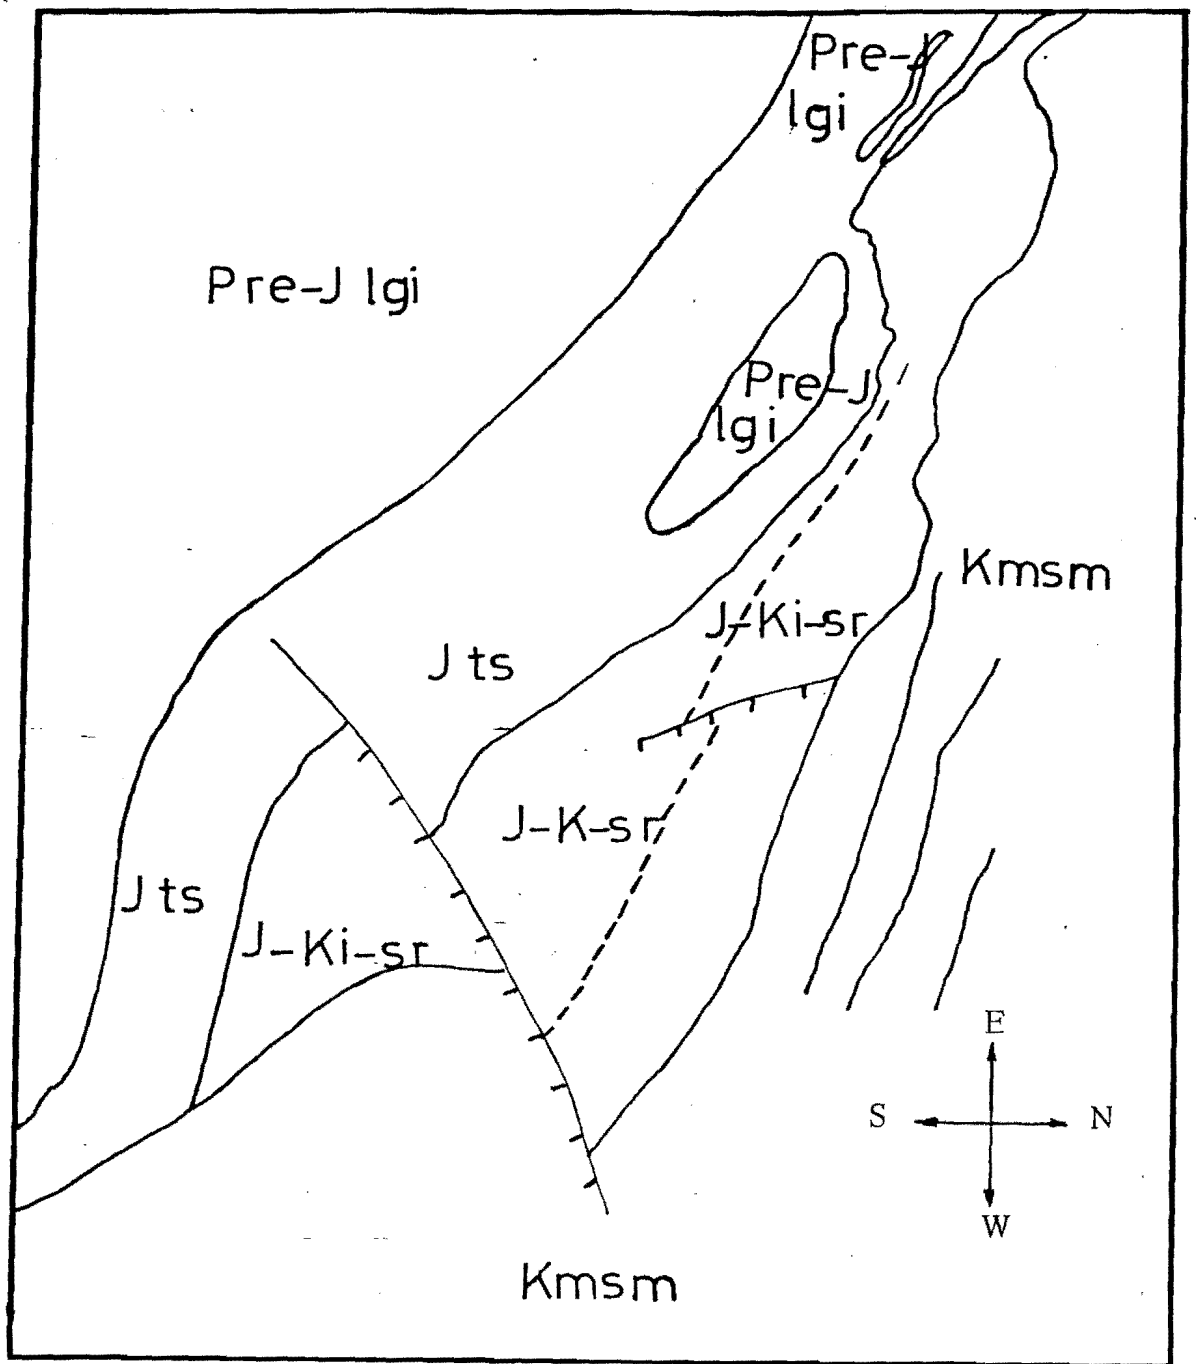 Pre-J
lgi
Pre-J lgi
Pre-J
lgi
Kmsm
J-Ki-sr
J ts
J-K-sr
J ts
J-Ki-sr
E
S N
W
Kmsm